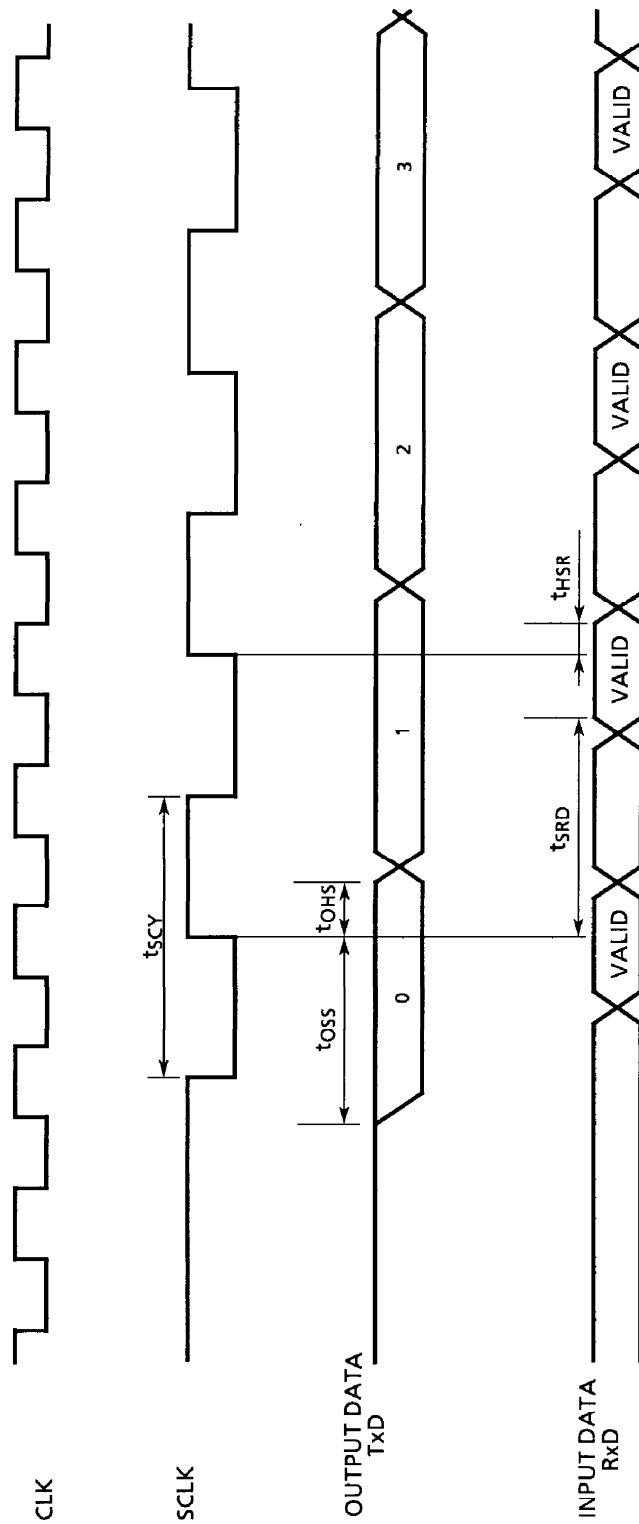 CLK
SCLK
tSCY
OUTPUT DATA
TxD
tOSS
tOHS
0
1
2
3
INPUT DATA
RxD
tSRD
tHSR
VALID
VALID
VALID
VALID